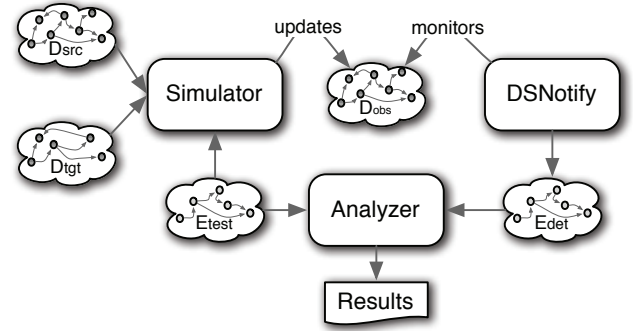 Dsrc
updates
monitors
Simulator
Dobs
DSNotify
Dtgt
Etest
Analyzer
Edet
Results